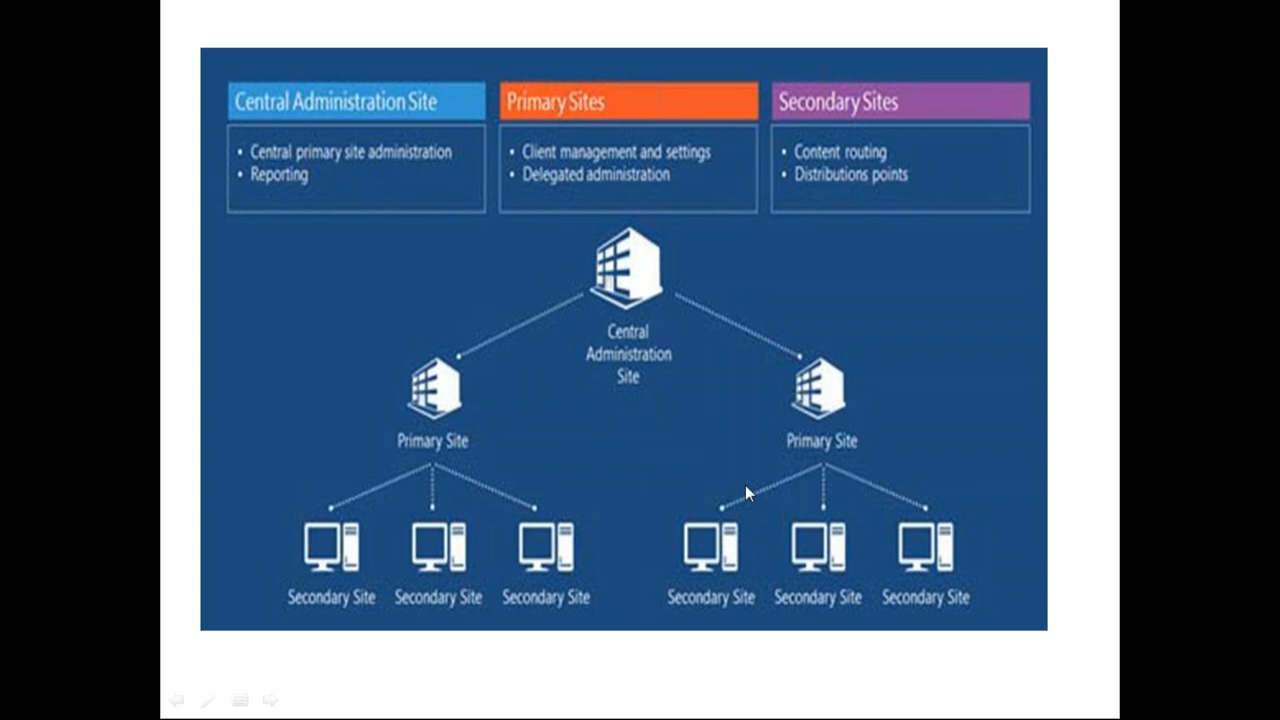 Central Administration Site
Primary Sites
Secondary Sites
• Central primary site administration
• Reporting
• Client management and settings
• Delegated administration
• Content routing
• Distributions points
Central
Administration
Site
Primary Site
Primary Site
Secondary Site
Secondary Site
Secondary Site
Secondary Site
Secondary Site
Secondary Site